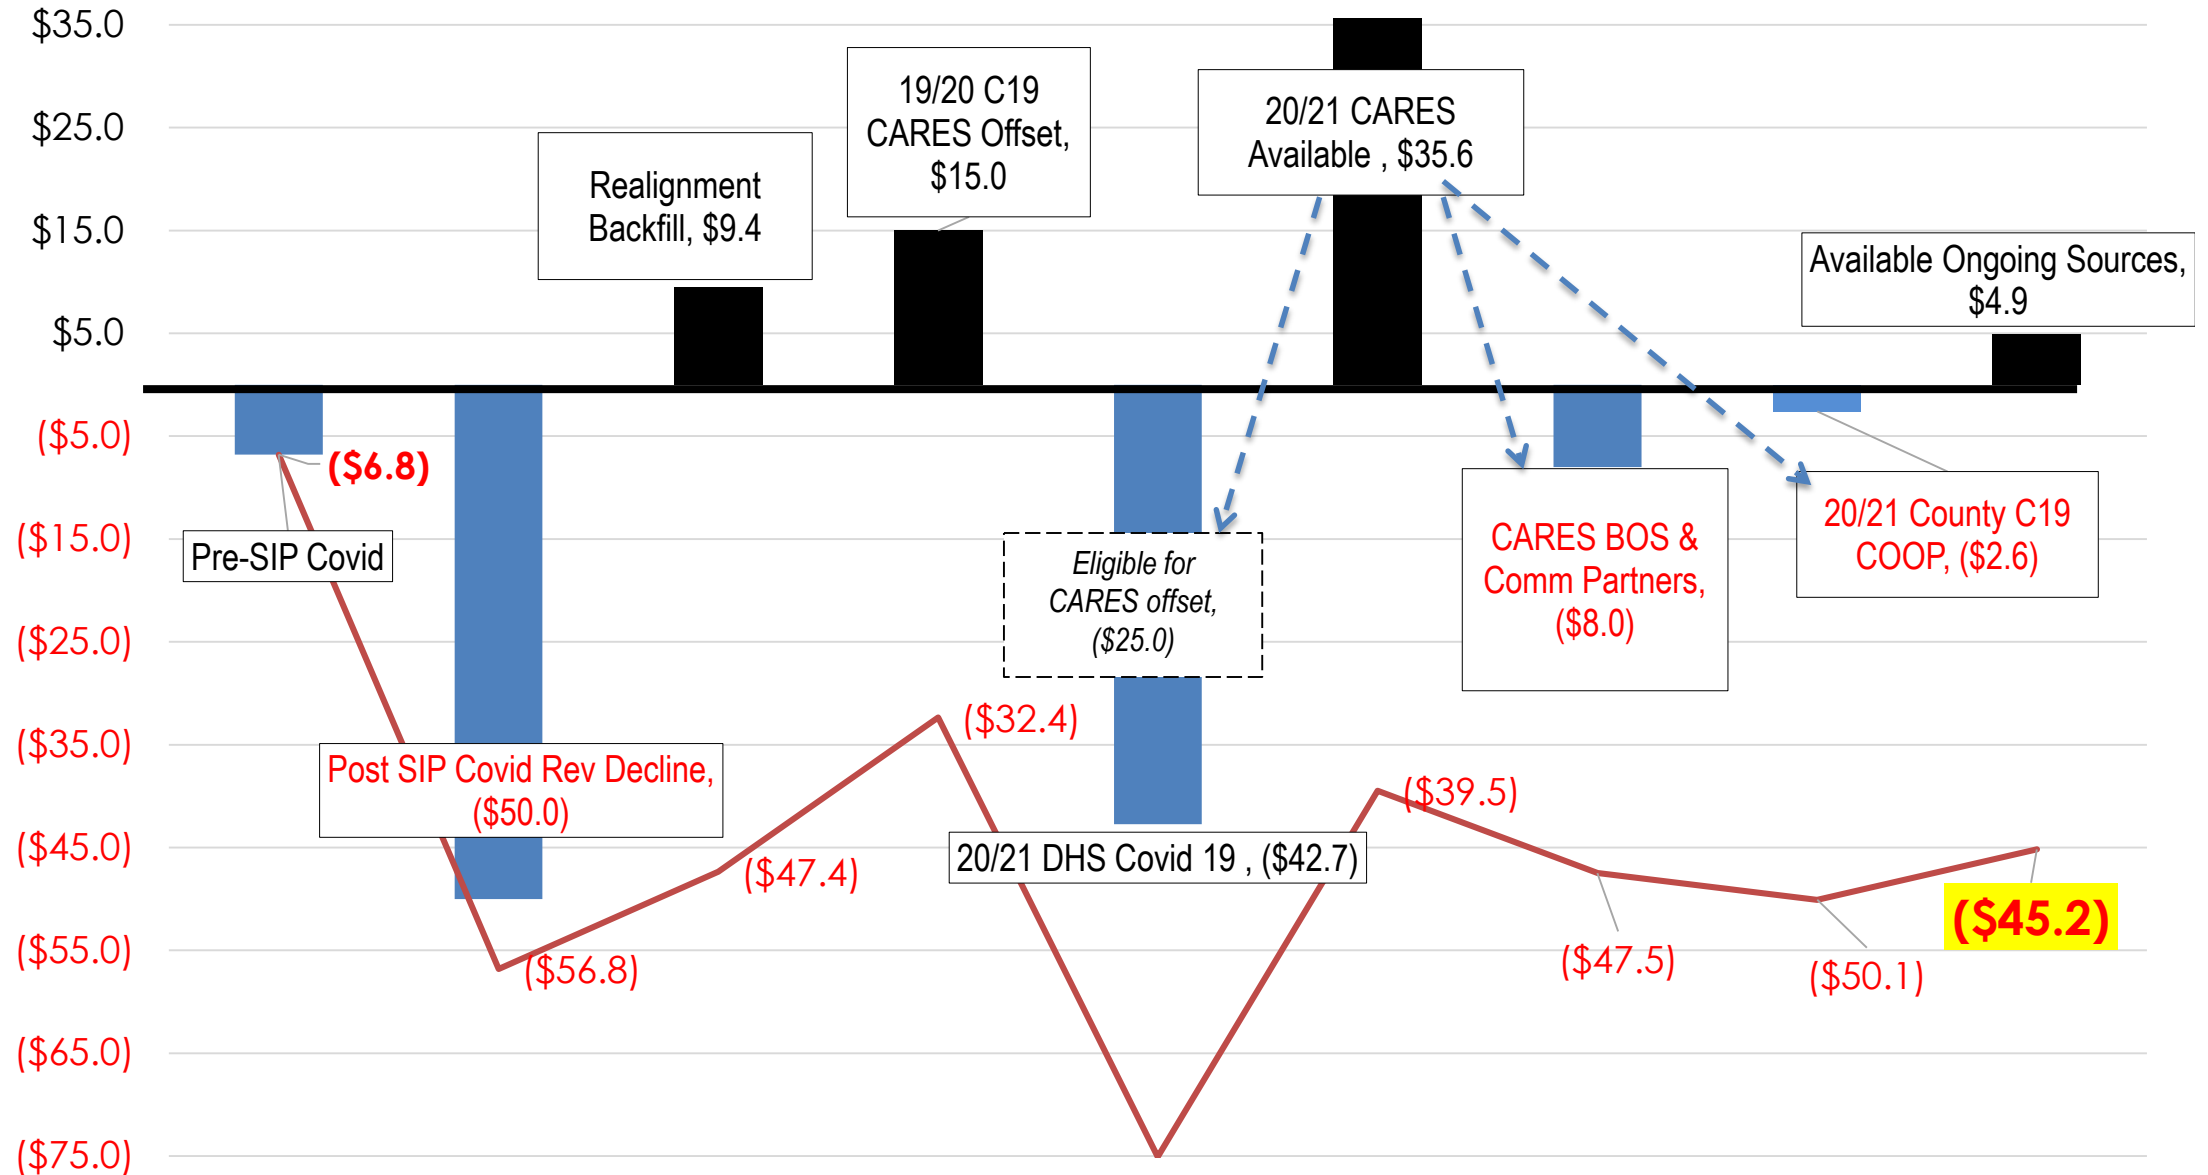 $35.0
$25.0
$15.0
$5.0
($5.0)
($15.0)
($25.0)
($35.0)
($45.0)
($55.0)
($65.0)
($75.0)
($6.8)
Pre-SIP Covid
Post SIP Covid Rev Decline,
($50.0)
($56.8)
Realignment
Backfill, $9.4
($47.4)
19/20 C19
CARES Offset,
$15.0
($32.4)
Eligible for
CARES offset,
($25.0)
20/21 DHS Covid 19 , ($42.7)
20/21 CARES
Available , $35.6
($39.5)
CARES BOS &
Comm Partners,
($8.0)
($47.5)
20/21 County C19
COOP, ($2.6)
($50.1)
Available Ongoing Sources,
$4.9
($45.2)